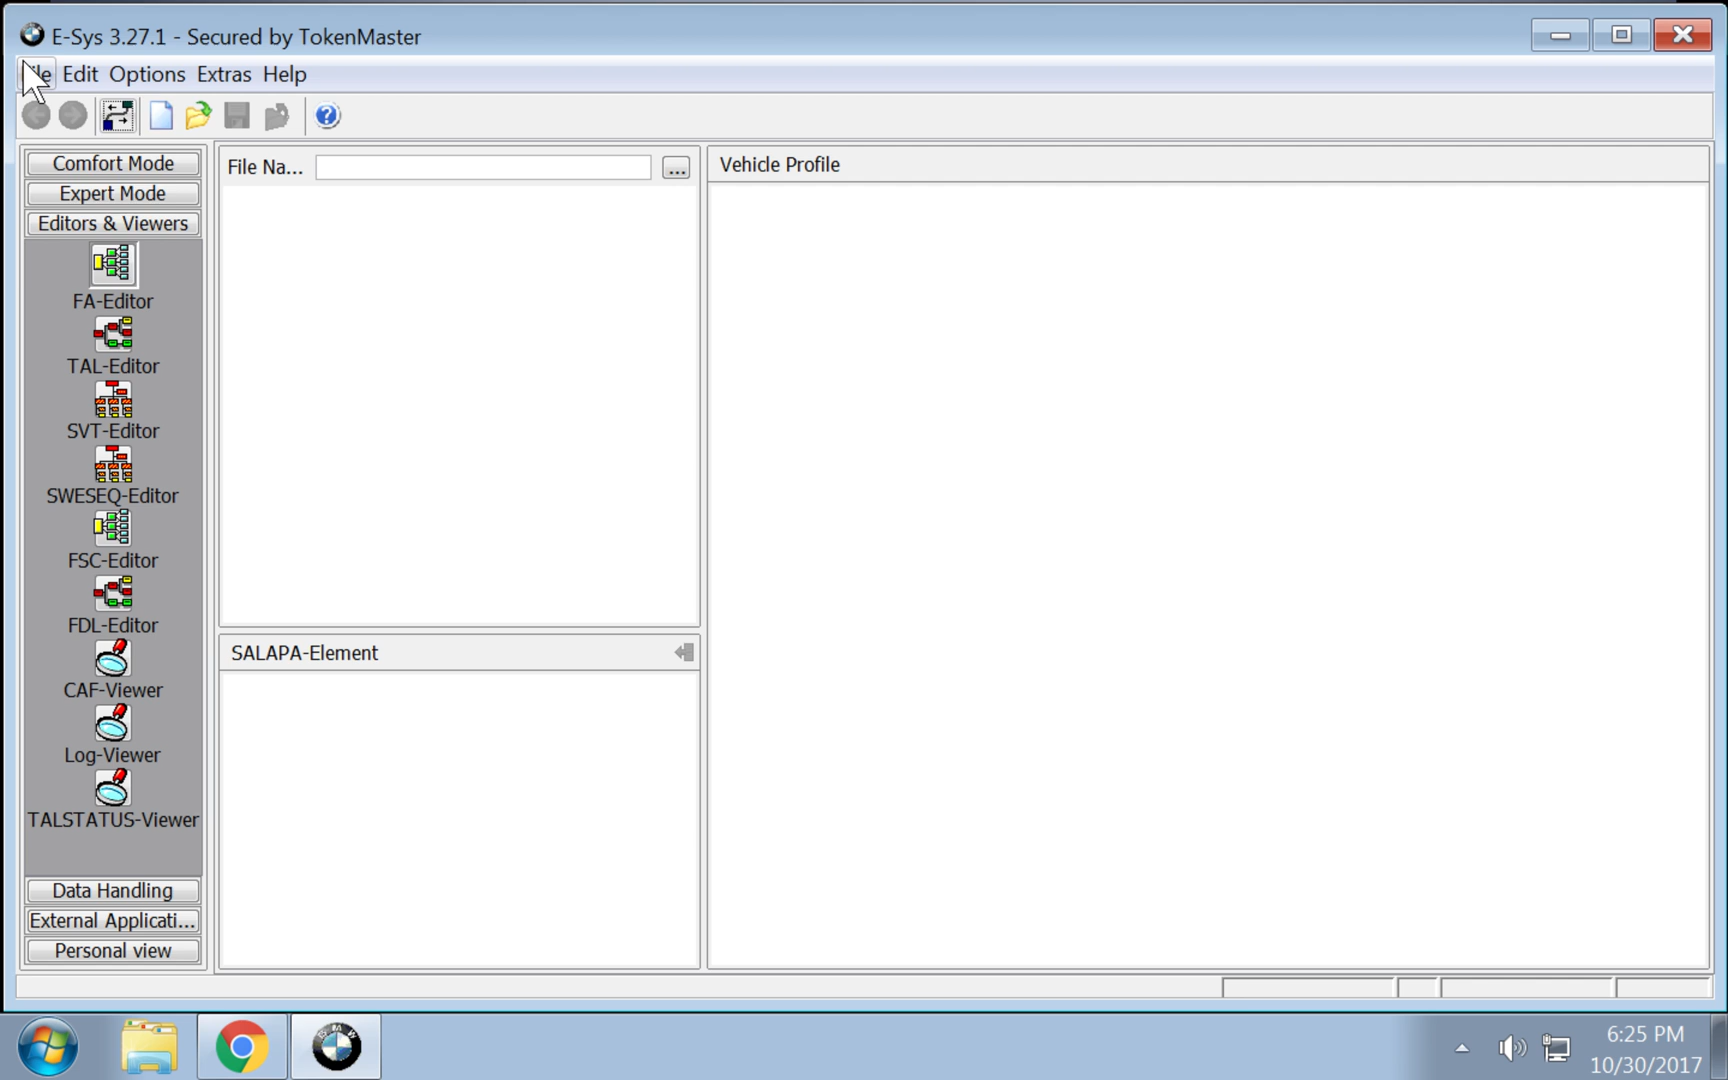 E-Sys 3.27.1 - Secured by TokenMaster
Edit Options Extras Help
Comfort Mode
Expert Mode
Editors & Viewers
FA-Editor
TAL-Editor
SVT-Editor
SWESEQ-Editor
FSC-Editor
FDL-Editor
CAF-Viewer
Log-Viewer
TALSTATUS-Viewer
Data Handling
External Applicati...
Personal view
File Na...
...
SALAPA-Element
Vehicle Profile
6:25 PM
10/30/2017